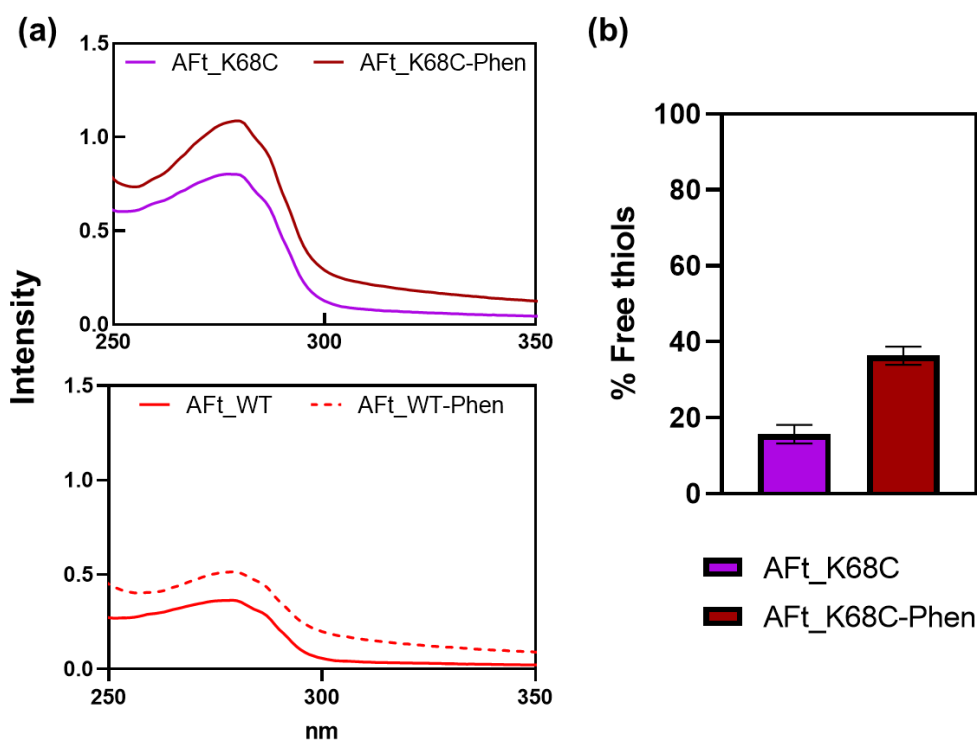 (a)
Intensity
1.5
AFt_K68C AFt_K68C-Phen
1.0
0.5
0.0
250 300 350
1.5
AFt_WT AFt_WT-Phen
1.0
0.5
0.0
250 300 350
nm
(b)
% Free thiols
100
80
60
40
20
0
AFt_K68C
AFt_K68C-Phen